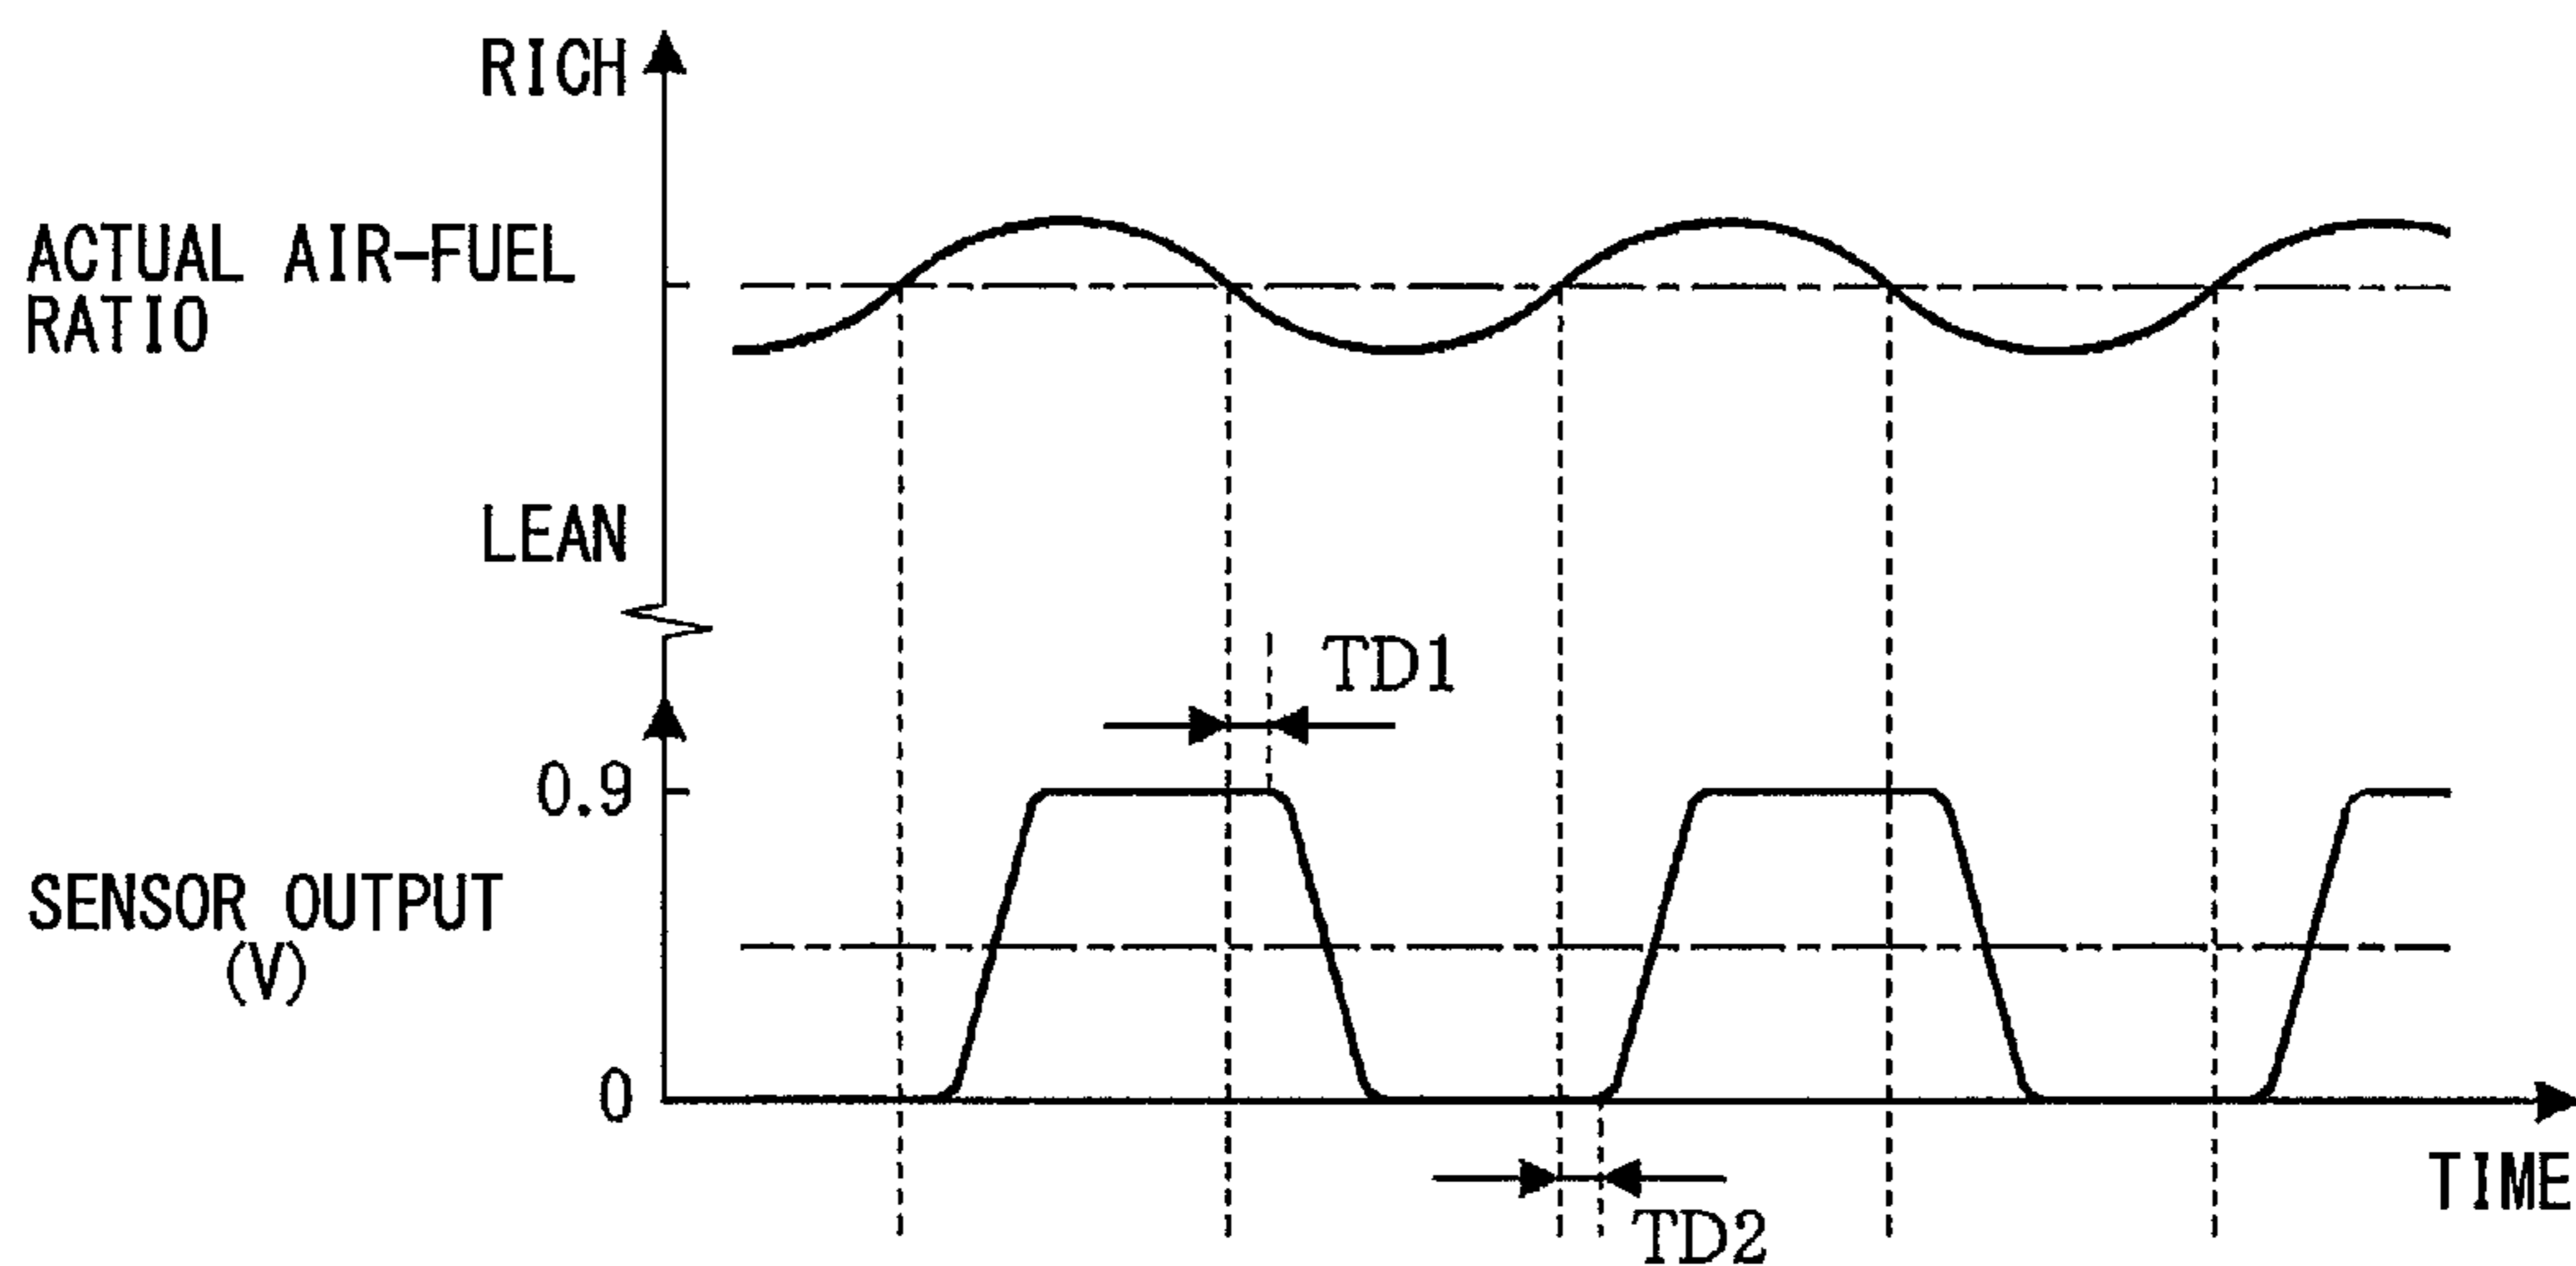 RICH
ACTUAL AIR-FUEL
RATIO
LEAN
TD1
0.9
SENSOR OUTPUT
(V)
0
TIME
TD2